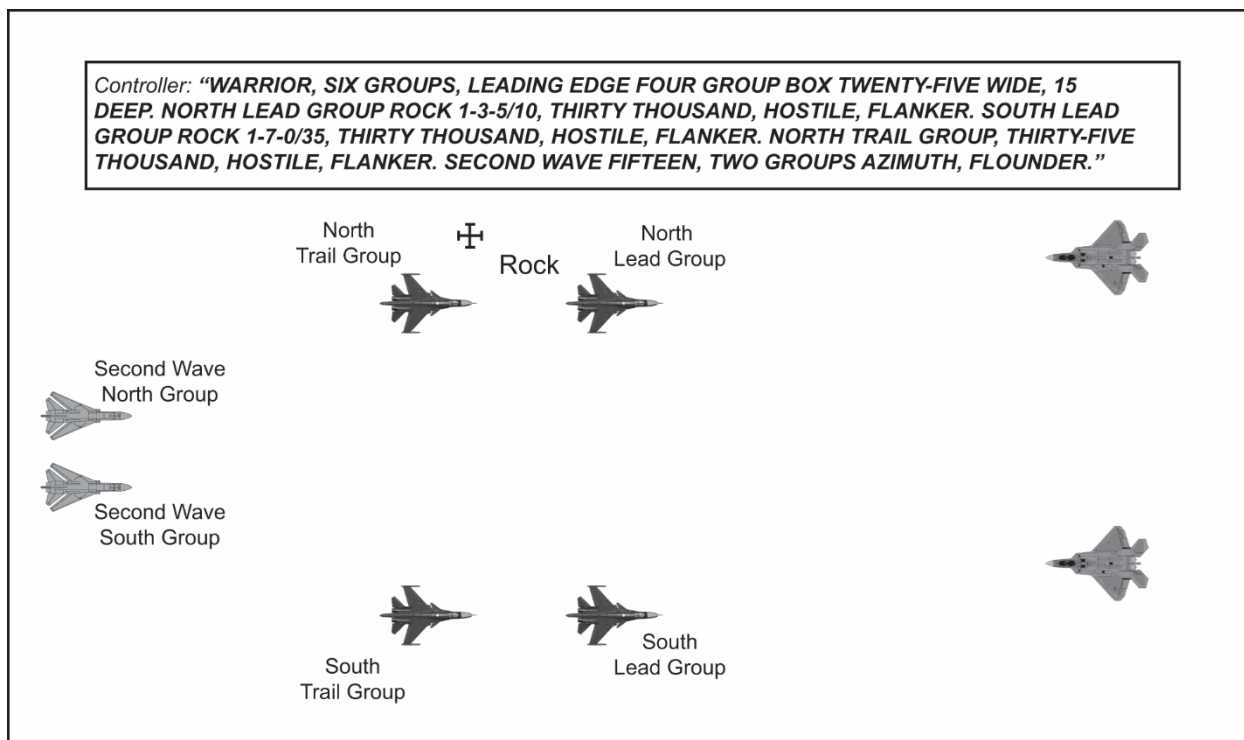 Controller: “WARRIOR, SIX GROUPS, LEADING EDGE FOUR GROUP BOX TWENTY-FIVE WIDE, 15
DEEP. NORTH LEAD GROUP ROCK 1-3-5/10, THIRTY THOUSAND, HOSTILE, FLANKER. SOUTH LEAD
GROUP ROCK 1-7-0/35, THIRTY THOUSAND, HOSTILE, FLANKER. NORTH TRAIL GROUP, THIRTY-FIVE
THOUSAND, HOSTILE, FLANKER. SECOND WAVE FIFTEEN, TWO GROUPS AZIMUTH, FLOUNDER.”
North
Trail Group
Rock
North
Lead Group
Second Wave
North Group
Second Wave
South Group
South
Trail Group
South
Lead Group